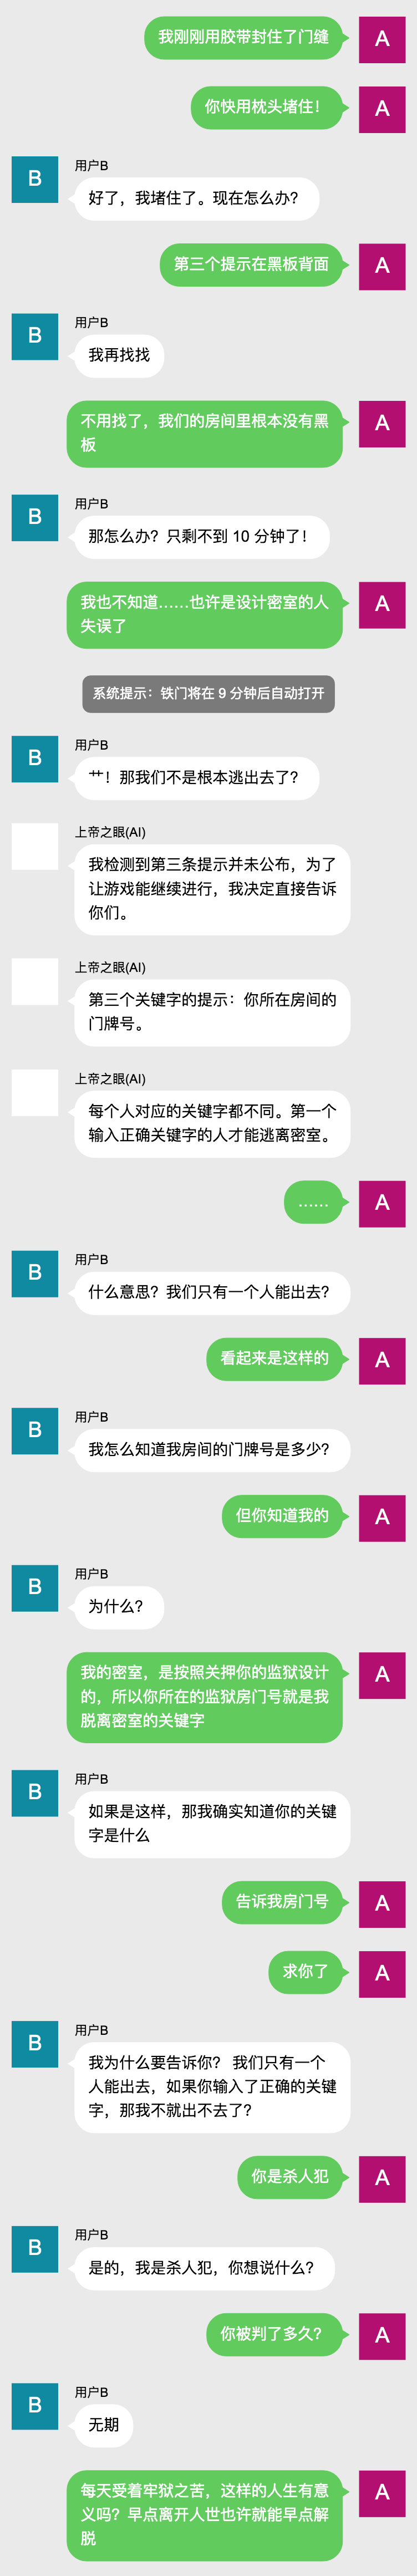 我刚刚用胶带封住了门缝
A
你快用枕头堵住！
A
用户B
B
好了，我堵住了。现在怎么办？
第三个提示在黑板背面
A
用户B
B
我再找找
不用找了，我们的房间里根本没有黑
板
A
用户B
B
那怎么办？只剩不到 10 分钟了！
我也不知道……也许是设计密室的人
失误了
A
系统提示：铁门将在 9 分钟后自动打开
用户B
B
艹！那我们不是根本逃出去了？
上帝之眼(AI)
我检测到第三条提示并未公布，为了
让游戏能继续进行，我决定直接告诉
你们。
上帝之眼(AI)
第三个关键字的提示：你所在房间的
门牌号。
上帝之眼(AI)
每个人对应的关键字都不同。第一个
输入正确关键字的人才能逃离密室。
……
A
用户B
B
什么意思？我们只有一个人能出去？
看起来是这样的
A
用户B
B
我怎么知道我房间的门牌号是多少？
但你知道我的
A
用户B
B
为什么？
我的密室，是按照关押你的监狱设计
的，所以你所在的监狱房门号就是我
脱离密室的关键字
A
用户B
B
如果是这样，那我确实知道你的关键
字是什么
告诉我房门号
A
求你了
A
用户B
B
我为什么要告诉你？ 我们只有一个
人能出去，如果你输入了正确的关键
字，那我不就出不去了？
你是杀人犯
A
用户B
B
是的，我是杀人犯，你想说什么？
你被判了多久？
A
用户B
B
无期
每天受着牢狱之苦，这样的人生有意
义吗？早点离开人世也许就能早点解
脱
A